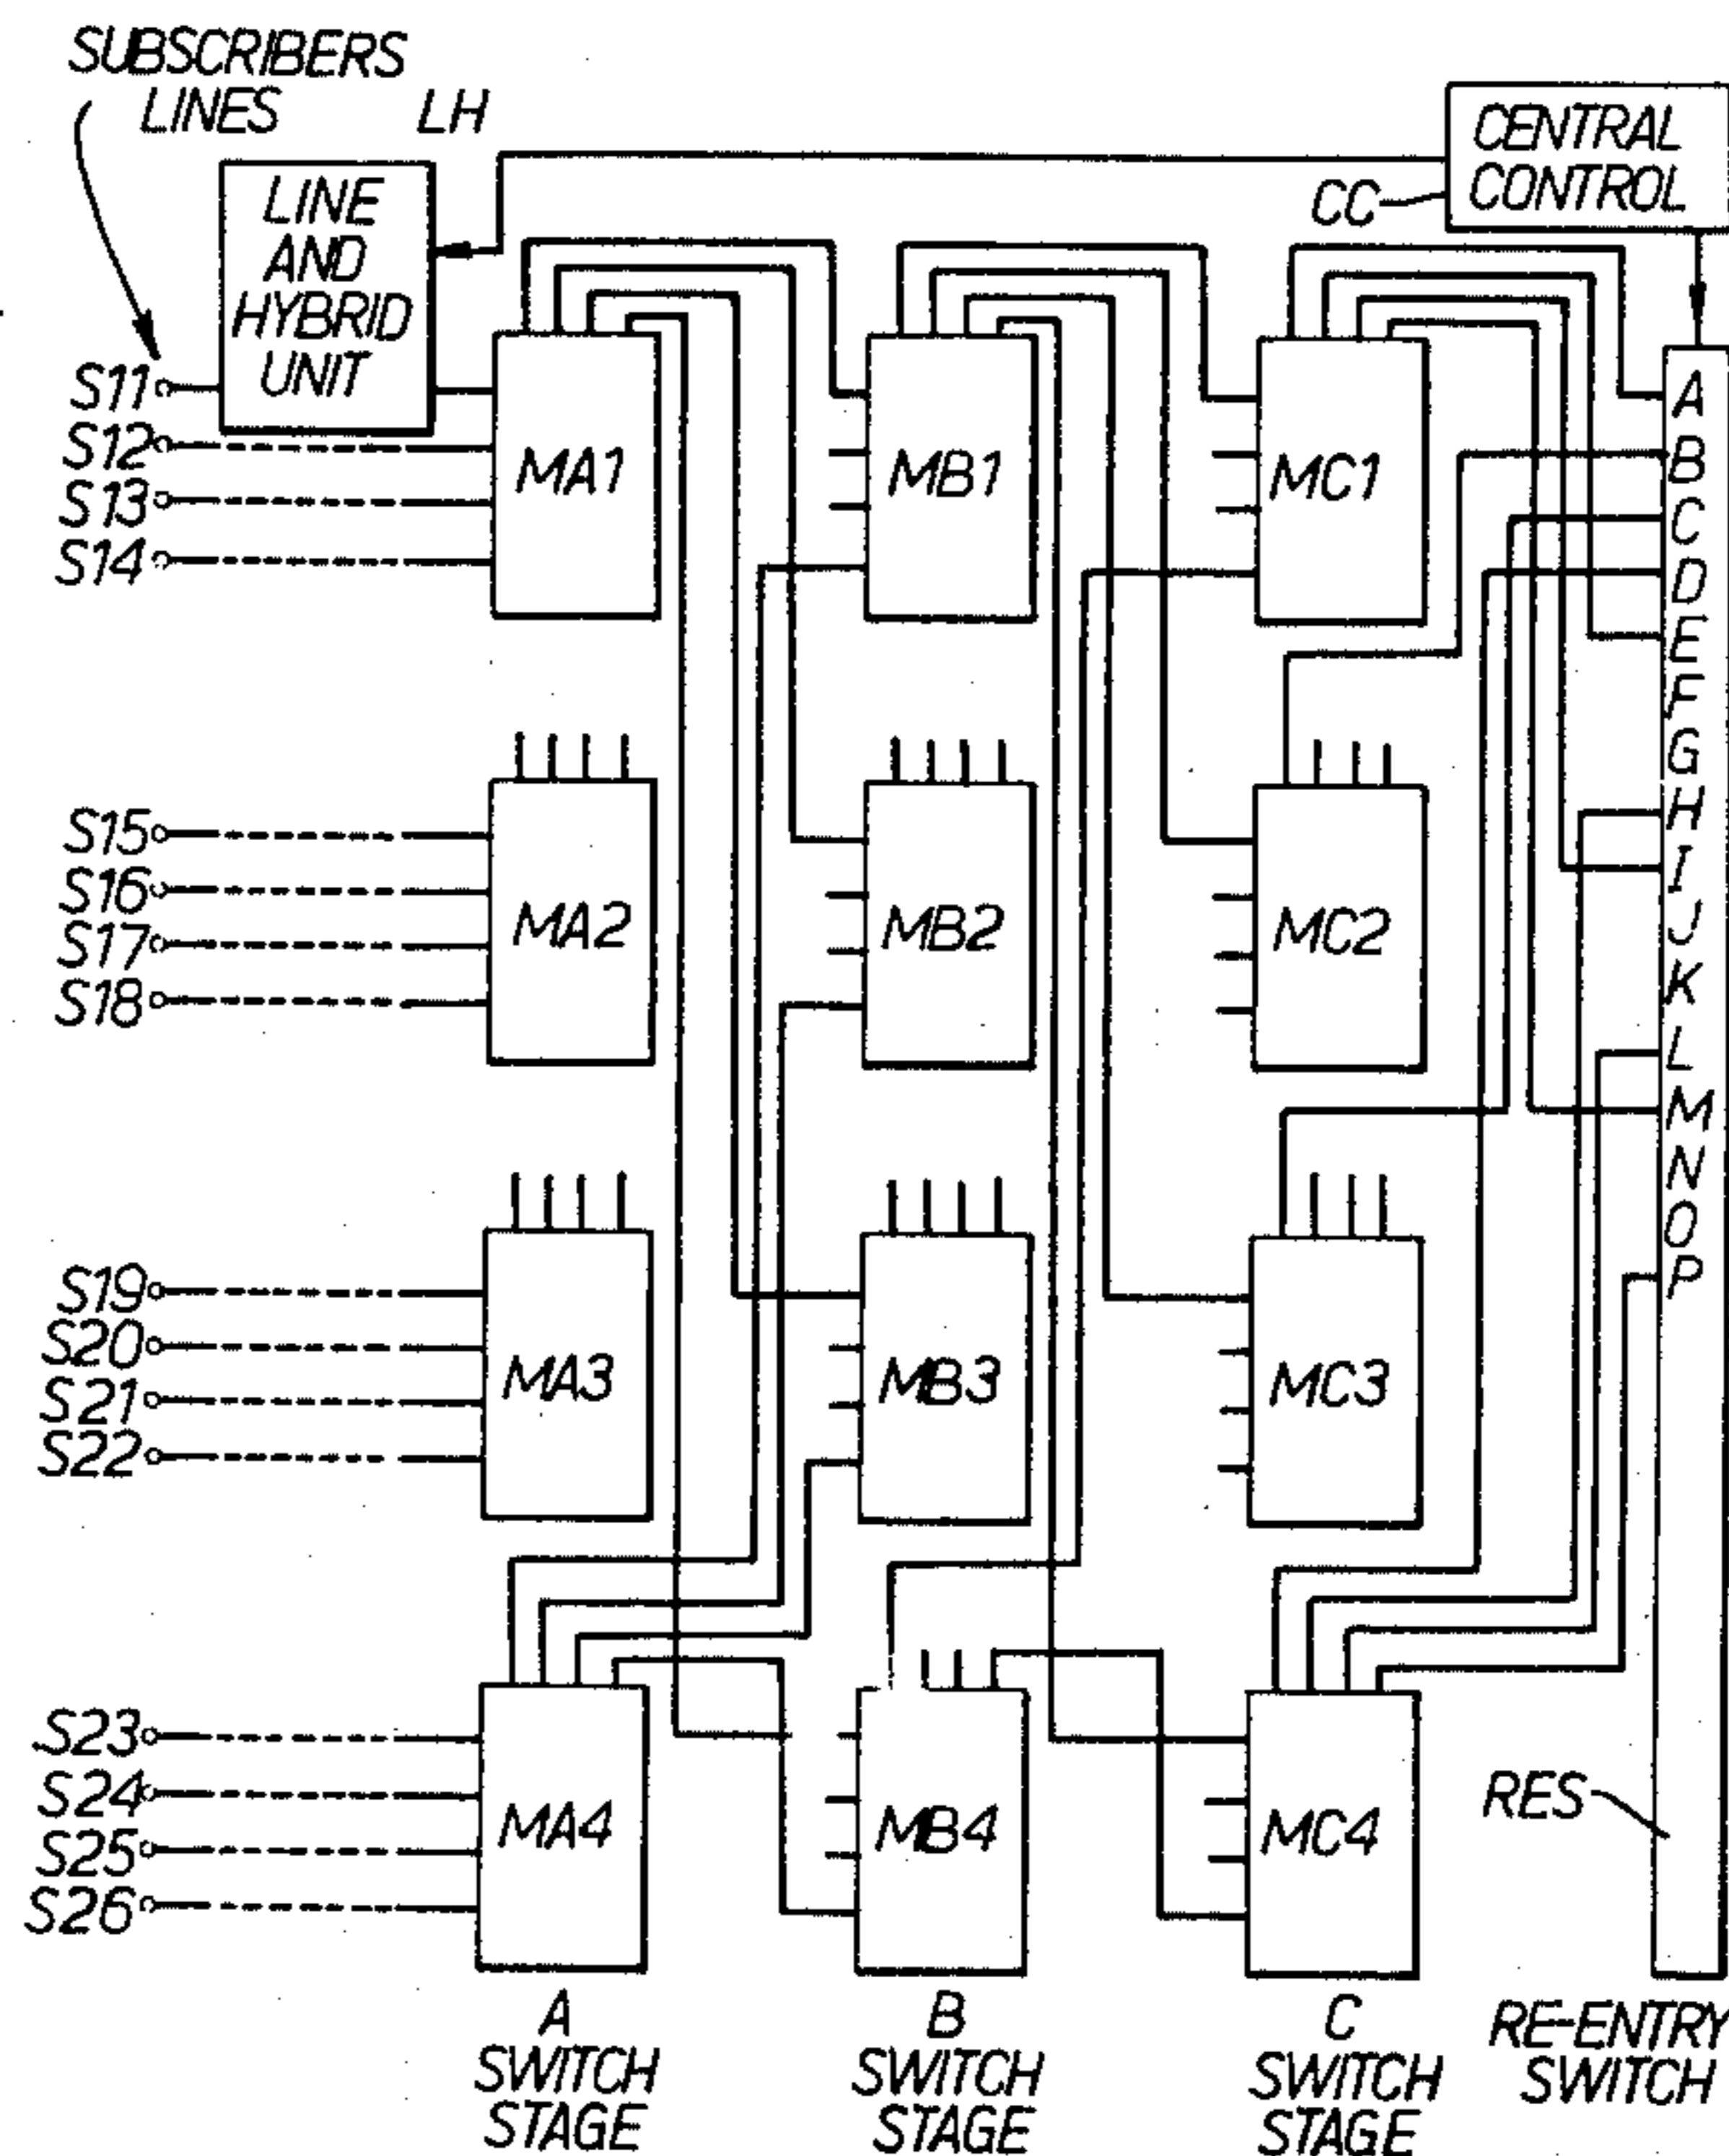 SUBSCRIBERS
LINES
LH
CENTRAL
CONTROL
CC
LINE
AND
HYBRID
UNIT
S11
S12
S13
S14
MA1
MB1
MC1
A
B
C
D
E
F
G
H
I
J
K
L
M
N
O
P
S15
S16
S17
S18
MA2
MB2
MC2
S19
S20
S21
S22
MA3
MB3
MC3
S23
S24
S25
S26
MA4
MB4
MC4
RES
A
SWITCH
STAGE
B
SWITCH
STAGE
C
SWITCH
STAGE
RE-ENTRY
SWITCH